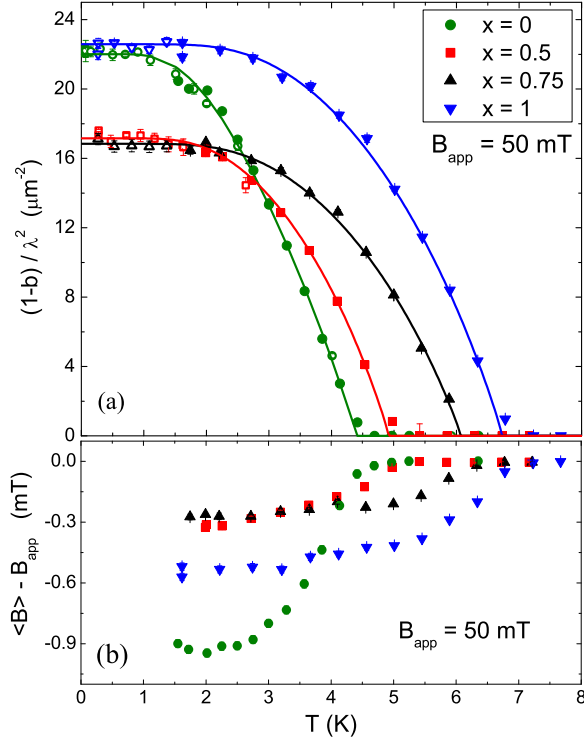 24
20
16
12
8
4
0
(1-b) / λ² (μm⁻²)
x = 0
x = 0.5
x = 0.75
x = 1
B_app = 50 mT
(a)
0.0
-0.3
-0.6
-0.9
<B> - B_app (mT)
B_app = 50 mT
(b)
0 1 2 3 4 5 6 7 8
T (K)